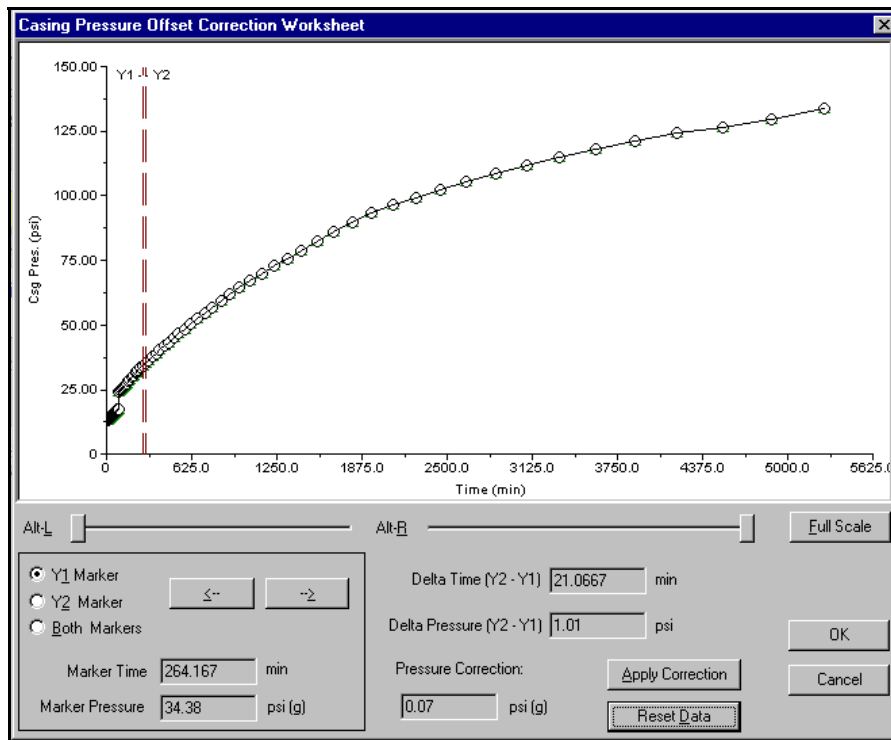 Casing Pressure Offset Correction Worksheet
150.00
Y1 - - Y2
125.00
100.00
75.00
50.00
25.00
0
Csg Pres. (psi)
0 625.0 1250.0 1875.0 2500.0 3125.0 3750.0 4375.0 5000.0 5625.0
Time (min)
Alt-L
Alt-R
Full Scale
Y1 Marker
Y2 Marker
Both Markers
<--
-->
Marker Time 264.167 min
Marker Pressure 34.38 psi (g)
Delta Time (Y2 - Y1) 21.0667 min
Delta Pressure (Y2 - Y1) 1.01 psi
Pressure Correction:
0.07 psi (g)
Apply Correction
Reset Data
OK
Cancel